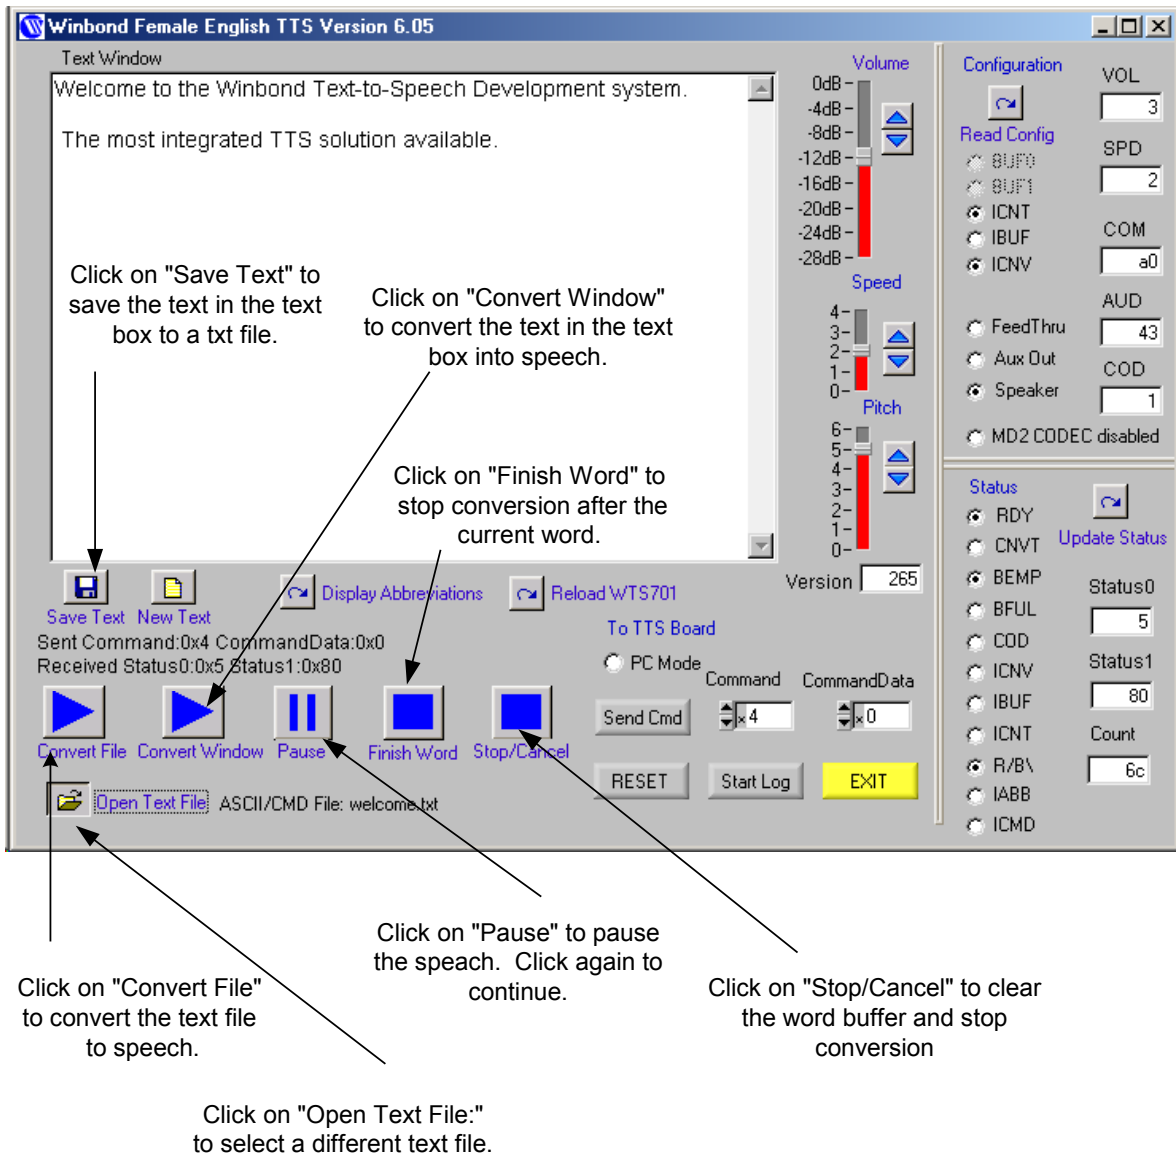 Winbond Female English TTS Version 6.05
Text Window
Welcome to the Winbond Text-to-Speech Development system.
The most integrated TTS solution available.
Click on "Save Text" to
save the text in the text
box to a txt file.
Click on "Convert Window"
to convert the text in the text
box into speech.
Click on "Finish Word" to
stop conversion after the
current word.
Volume
0dB
-4dB
-8dB
-12dB
-16dB
-20dB
-24dB
-28dB
Speed
4
3
2
1
0
Pitch
6
5
4
3
2
1
0
Version 265
Save Text
New Text
Display Abbreviations
Reload WTS701
Sent Command:0x4 CommandData:0x0
Received Status0:0x5 Status1:0x80
Convert File
Convert Window
Pause
Finish Word
Stop/Cancel
Open Text File
ASCII/CMD File: welcome.txt
To TTS Board
PC Mode
Command
CommandData
Send Cmd
x 4
x 0
RESET
Start Log
EXIT
Configuration
Read Config
BUF0
BUF1
ICNT
IBUF
ICNV
FeedThru
Aux Out
Speaker
MD2 CODEC disabled
VOL
3
SPD
2
COM
a0
AUD
43
COD
1
Status
RDY
CNVT
BEMP
BFUL
COD
ICNV
IBUF
ICNT
R/B\
IABB
ICMD
Update Status
Status0
5
Status1
80
Count
6c
Click on "Convert File"
to convert the text file
to speech.
Click on "Pause" to pause
the speach. Click again to
continue.
Click on "Stop/Cancel" to clear
the word buffer and stop
conversion
Click on "Open Text File:"
to select a different text file.